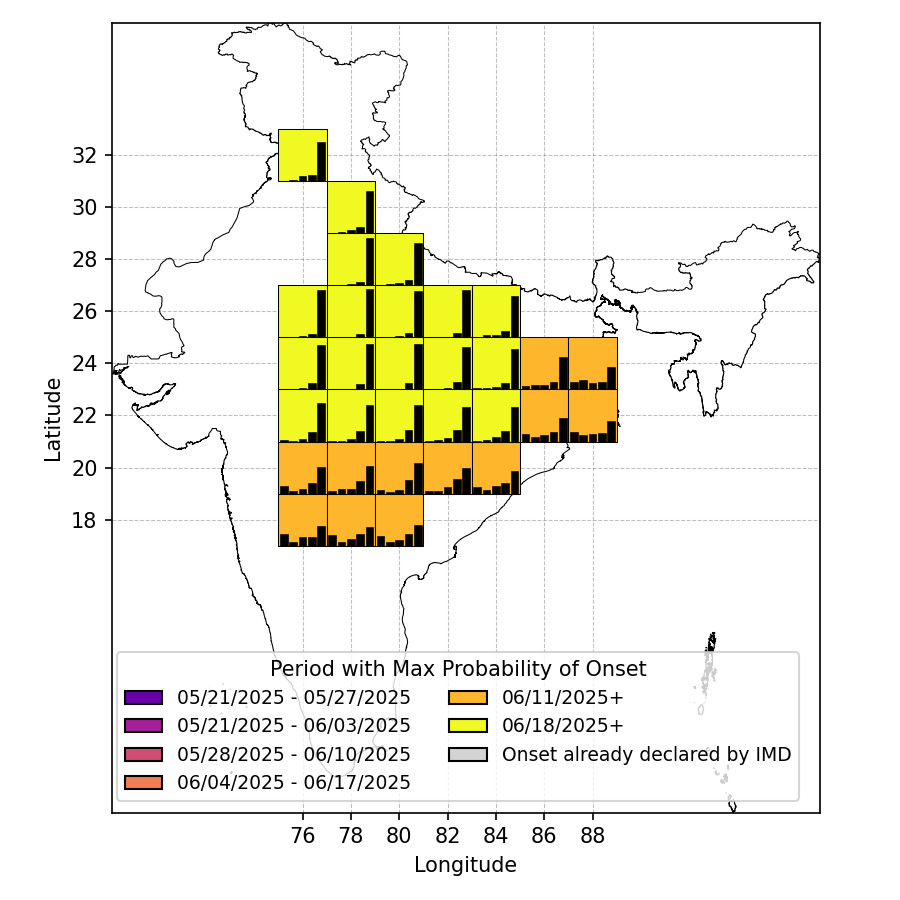 32
30
28
26
24
22
20
18
Latitude
Period with Max Probability of Onset
05/21/2025 - 05/27/2025
05/21/2025 - 06/03/2025
05/28/2025 - 06/10/2025
06/04/2025 - 06/17/2025
06/11/2025+
06/18/2025+
Onset already declared by IMD
76 78 80 82 84 86 88
Longitude